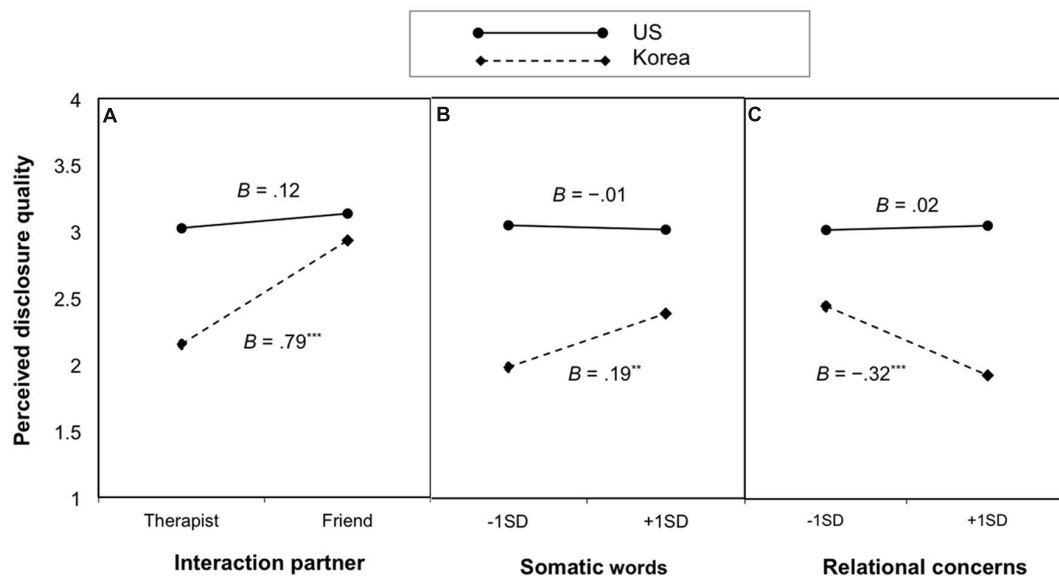 US
Korea
Perceived disclosure quality
4
3.5
3
2.5
2
1.5
1
A
B = .12
B = .79***
Therapist Friend
Interaction partner
B
B = −.01
B = .19**
-1SD +1SD
Somatic words
C
B = .02
B = −.32***
-1SD +1SD
Relational concerns